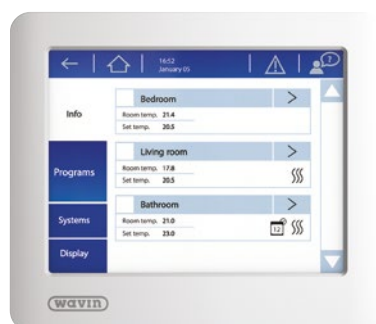 16:52
January 05
?
Info
Programs
Systems
Display
Bedroom
Room temp. 21.4
Set temp. 20.5
Living room
Room temp. 17.8
Set temp. 20.5
Bathroom
Room temp. 21.0
Set temp. 23.0
12
wavin